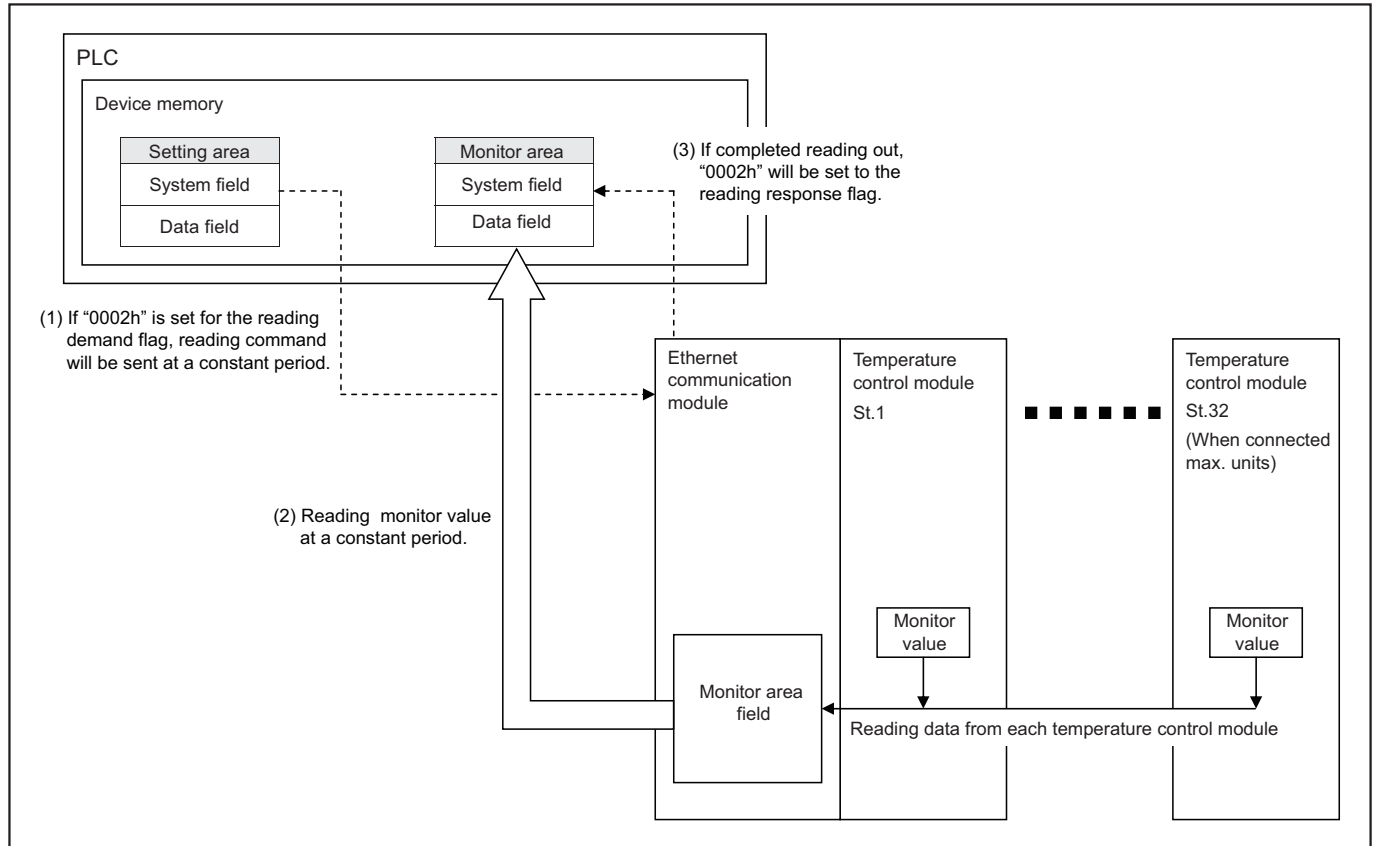 PLC
Device memory
Setting area
System field
Data field
Monitor area
System field
Data field
(3) If completed reading out,
“0002h” will be set to the
reading response flag.
(1) If “0002h” is set for the reading
demand flag, reading command
will be sent at a constant period.
(2) Reading monitor value
at a constant period.
Ethernet
communication
module
Temperature
control module
St.1
Temperature
control module
St.32
(When connected
max. units)
Monitor
value
Monitor
value
Monitor area
field
Reading data from each temperature control module